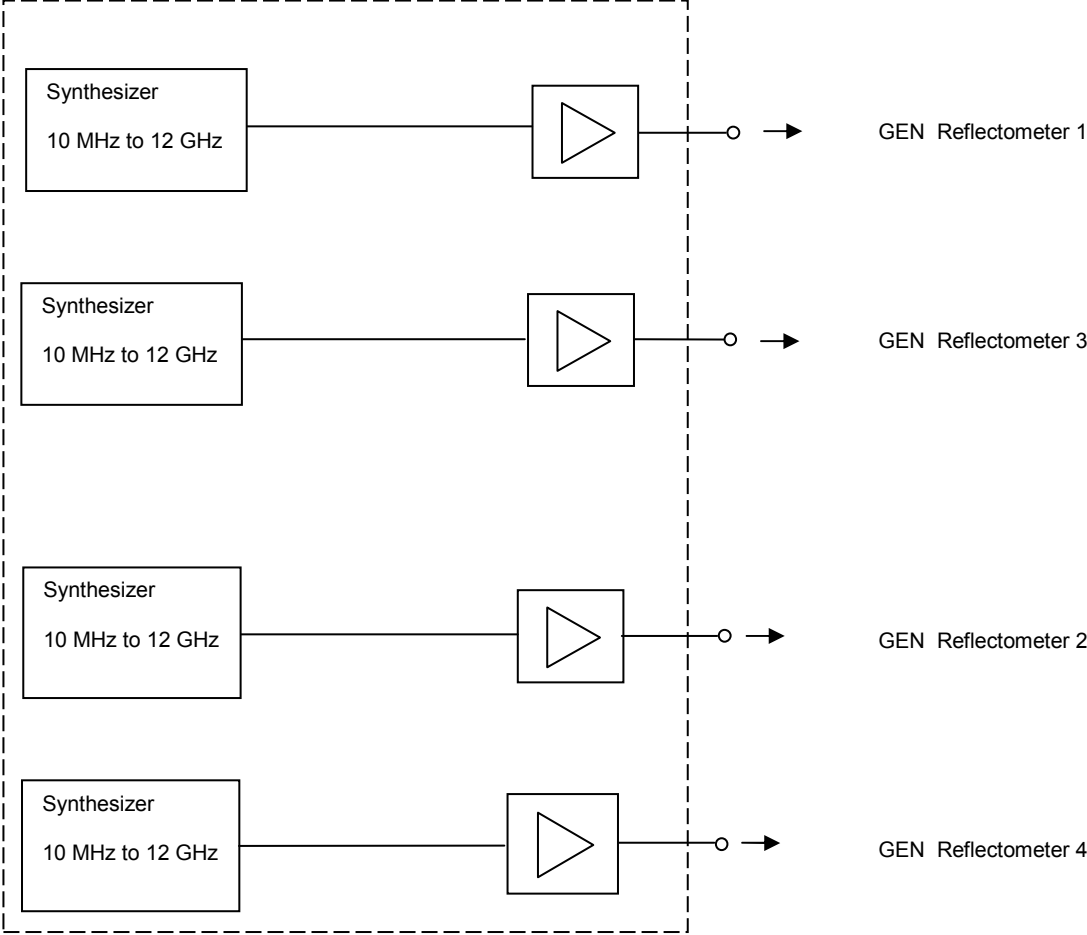 Synthesizer
10 MHz to 12 GHz
GEN Reflectometer 1
Synthesizer
10 MHz to 12 GHz
GEN Reflectometer 3
Synthesizer
10 MHz to 12 GHz
GEN Reflectometer 2
Synthesizer
10 MHz to 12 GHz
GEN Reflectometer 4